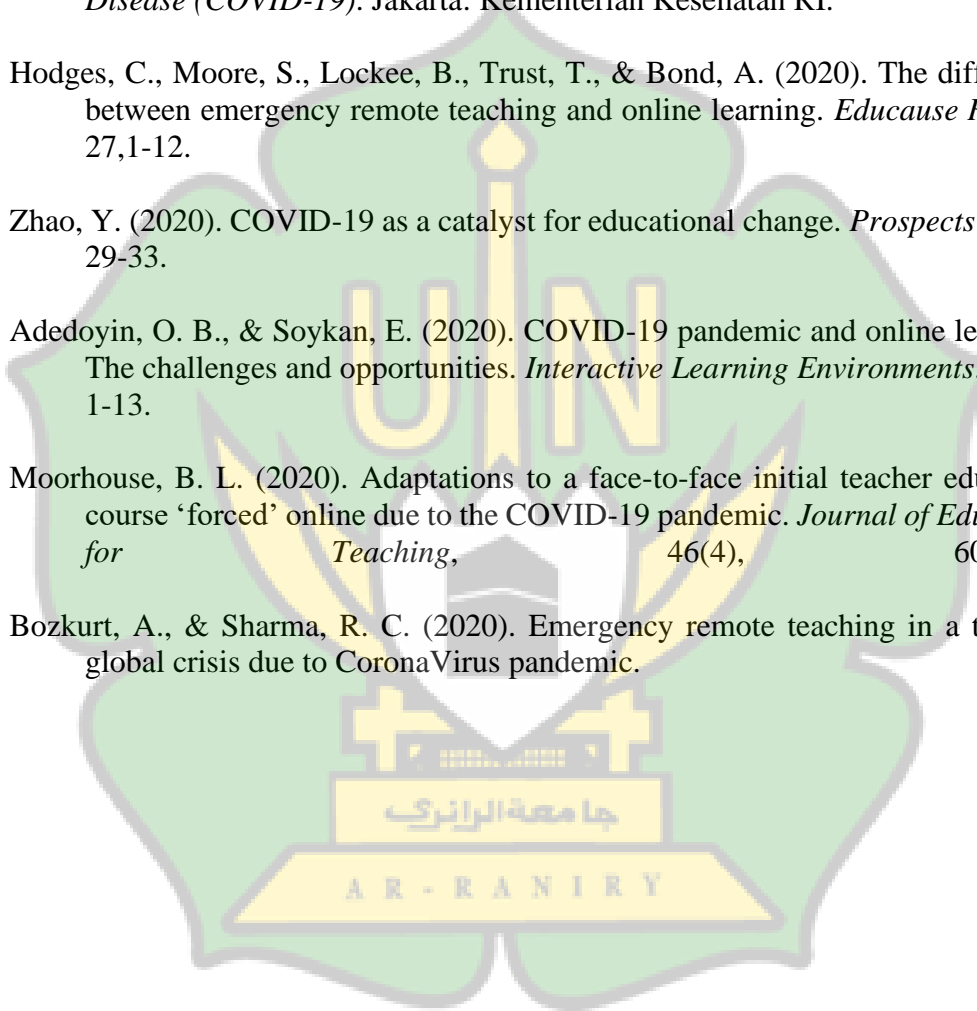 Disease (COVID-19). Jakarta: Kementerian Kesehatan RI.
Hodges, C., Moore, S., Lockee, B., Trust, T., & Bond, A. (2020). The diff
between emergency remote teaching and online learning. Educause
27,1-12.
Zhao, Y. (2020). COVID-19 as a catalyst for educational change. Prospects
29-33.
Adedoyin, O. B., & Soykan, E. (2020). COVID-19 pandemic and online le
The challenges and opportunities. Interactive Learning Environments
1-13.
Moorhouse, B. L. (2020). Adaptations to a face-to-face initial teacher edu
course ‘forced’ online due to the COVID-19 pandemic. Journal of Edu
for Teaching, 46(4), 60
Bozkurt, A., & Sharma, R. C. (2020). Emergency remote teaching in a t
global crisis due to CoronaVirus pandemic.
UIN
جامعة الرانري
AR-RANIRY